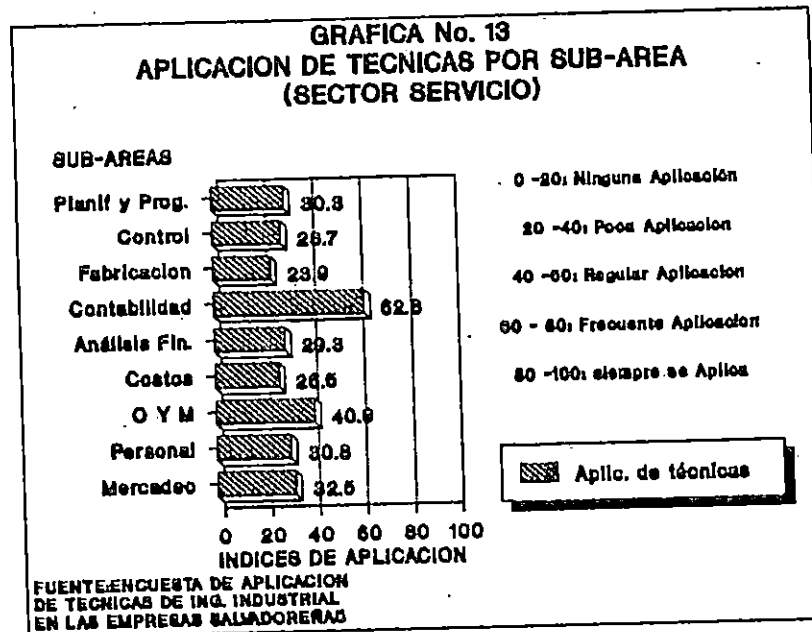 GRAFICA No. 13
APLICACION DE TECNICAS POR SUB-AREA
(SECTOR SERVICIO)
SUB-AREAS
Planif y Prog. 30.3
Control 28.7
Fabricacion 23.9
Contabilidad 62.8
Análisis Fin. 29.3
Costos 26.5
O Y M 40.9
Personal 30.8
Mercadeo 32.5
0 20 40 60 80 100
INDICES DE APLICACION
0 -20: Ninguna Aplicación
20 -40: Poca Aplicacion
40 -60: Regular Aplicacion
60 - 80: Frecuente Aplicacion
80 -100: siempre se Aplica
Aplic. de técnicas
FUENTE:ENCUESTA DE APLICACION
DE TECNICAS DE ING. INDUSTRIAL
EN LAS EMPRESAS SALVADOREÑAS